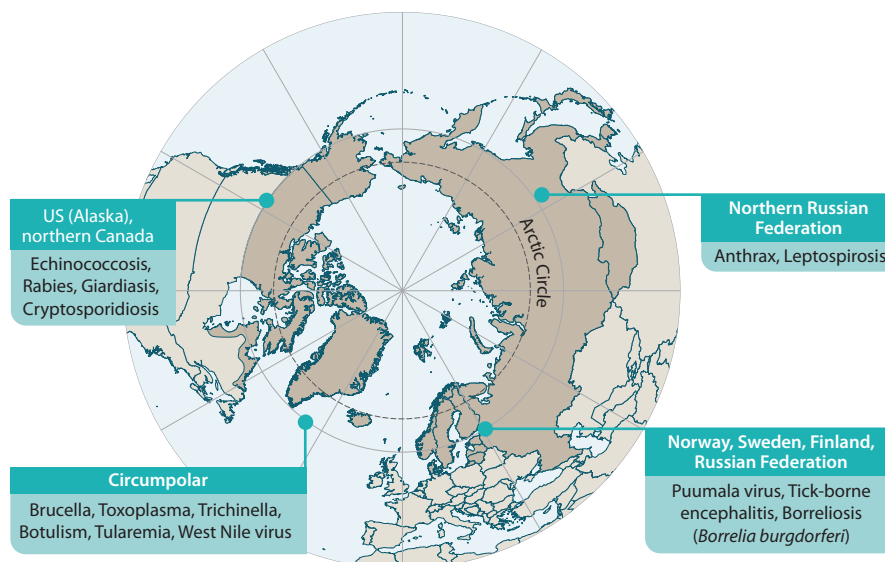 US (Alaska),
northern Canada
Echinococcosis,
Rabies, Giardiasis,
Cryptosporidiosis
Arctic Circle
Northern Russian
Federation
Anthrax, Leptospirosis
Circumpolar
Brucella, Toxoplasma, Trichinella,
Botulism, Tularemia, West Nile virus
Norway, Sweden, Finland,
Russian Federation
Puumala virus, Tick-borne
encephalitis, Borreliosis
(Borrelia burgdorferi)